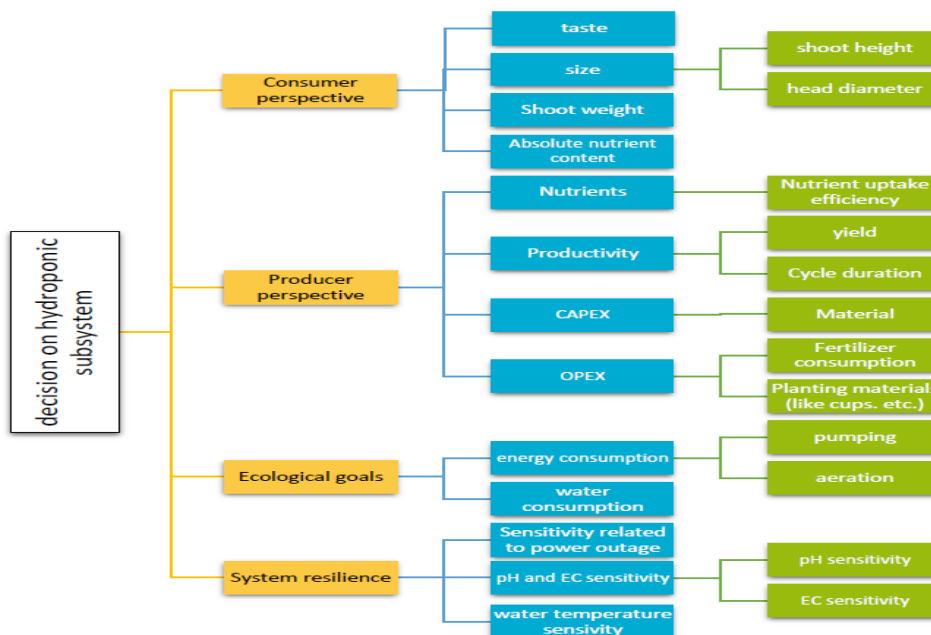 decision on hydroponic
subsystem
Consumer
perspective
taste
size
shoot height
head diameter
Shoot weight
Absolute nutrient
content
Producer
perspective
Nutrients
Nutrient uptake
efficiency
Productivity
yield
Cycle duration
CAPEX
Material
OPEX
Fertilizer
consumption
Planting materials
(like cups. etc.)
Ecological goals
energy consumption
pumping
aeration
water
consumption
System resilience
Sensitivity related
to power outage
pH and EC sensitivity
pH sensitivity
EC sensitivity
water temperature
sensivity